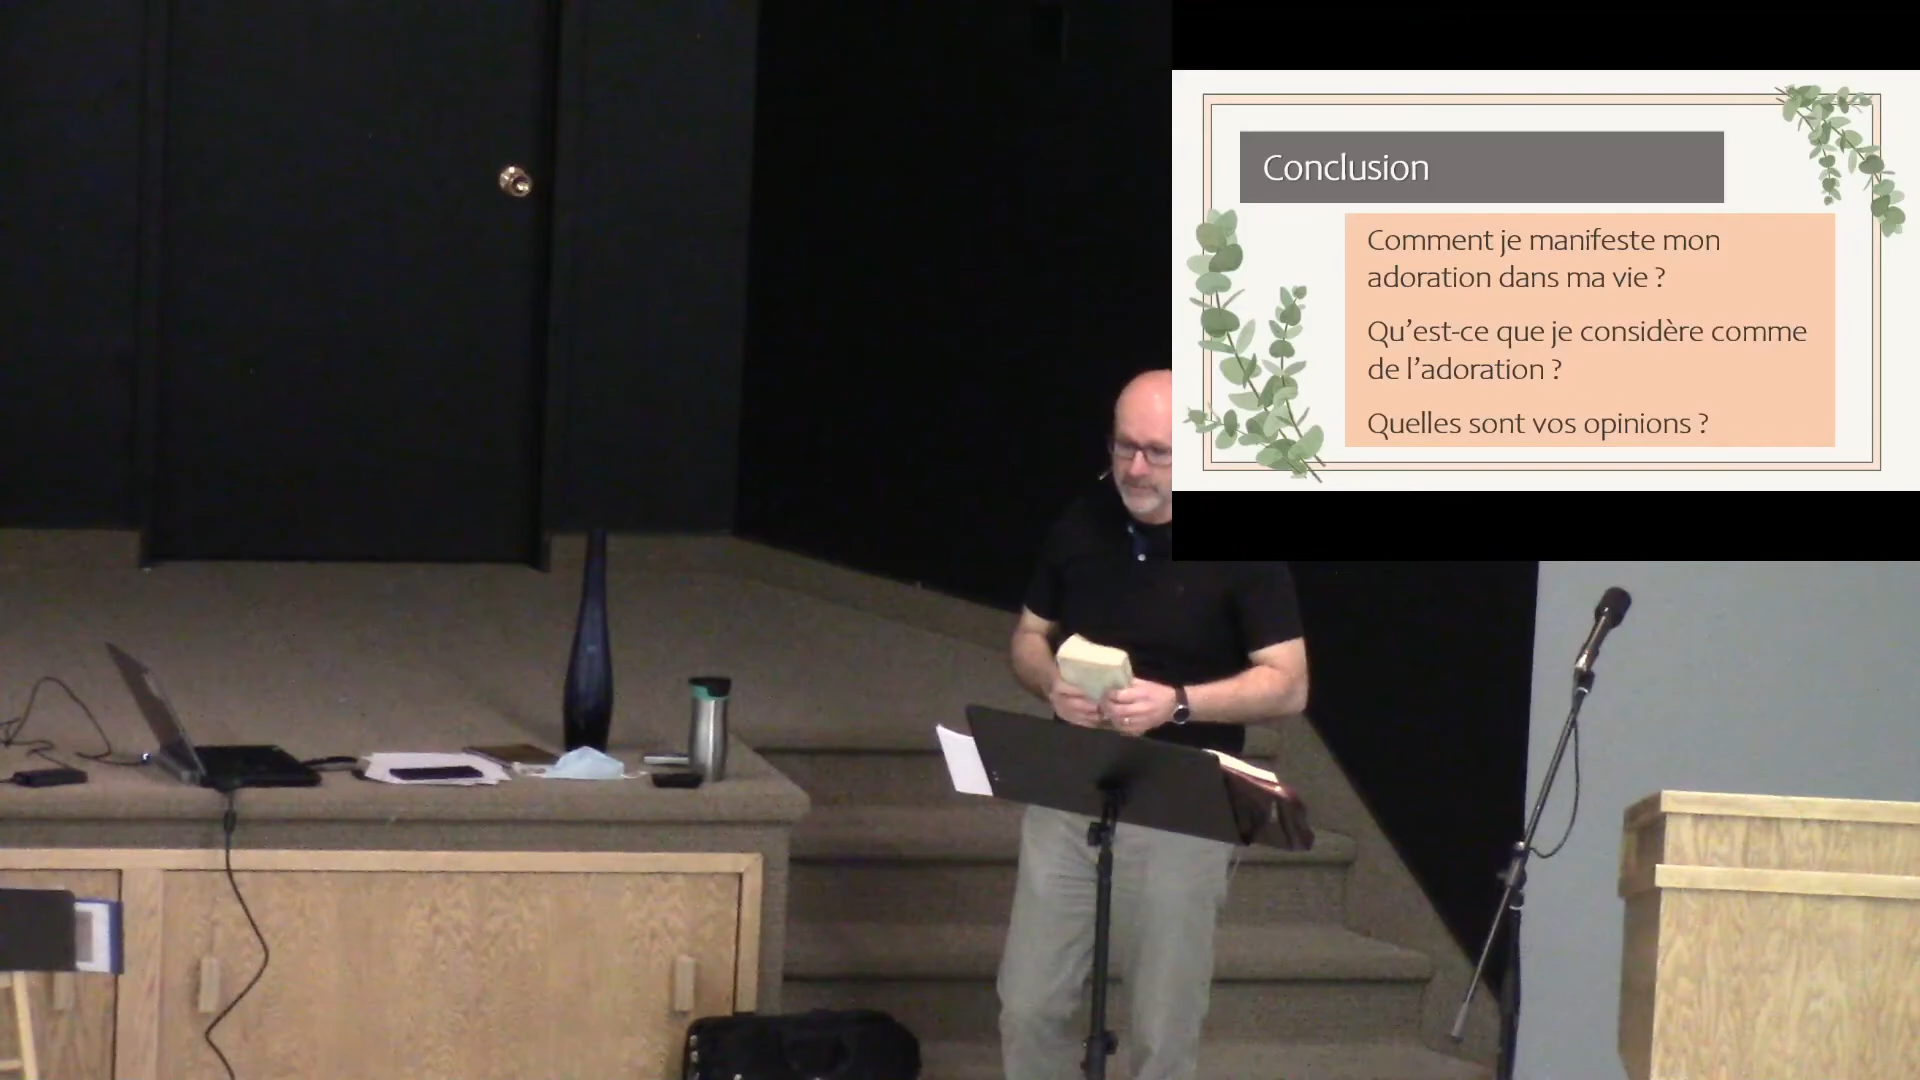 Conclusion
Comment je manifeste mon
adoration dans ma vie ?
Qu’est-ce que je considère comme
de l’adoration ?
Quelles sont vos opinions ?